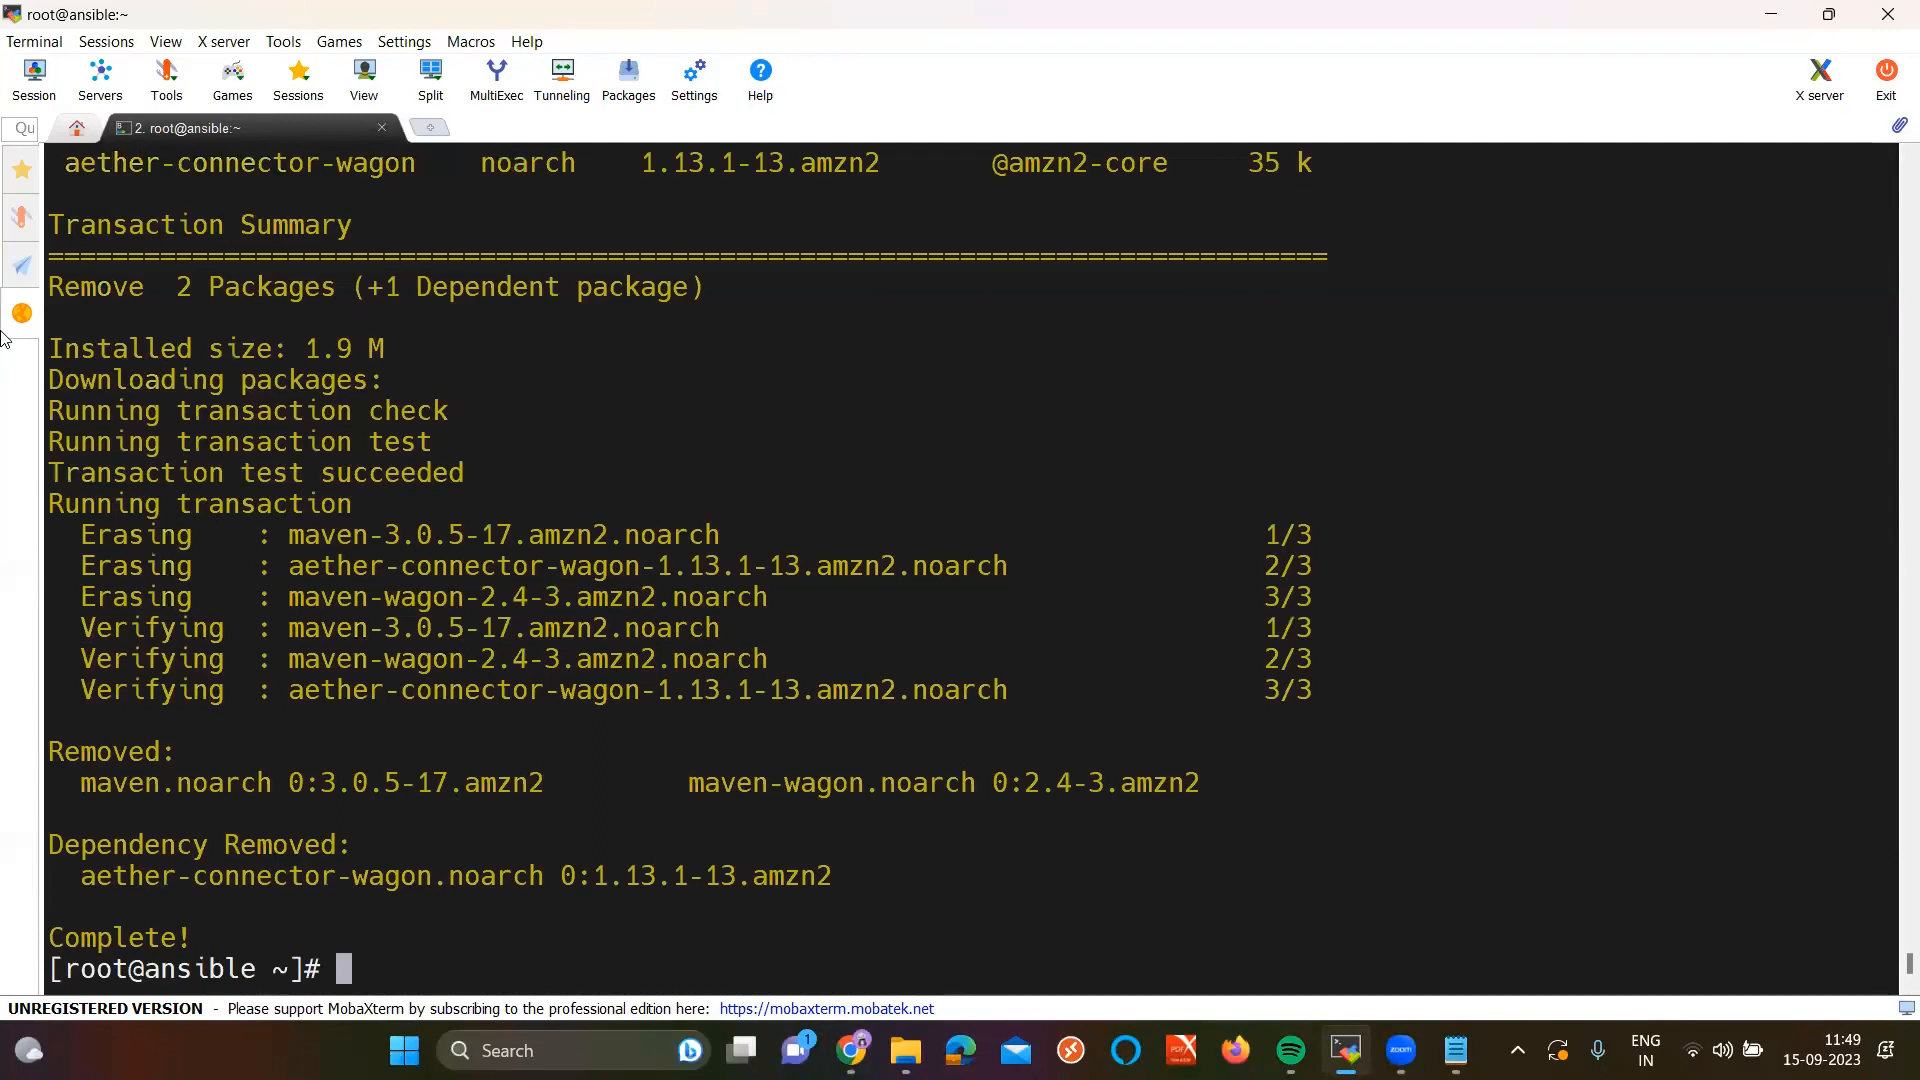 root@ansible:~
Terminal Sessions View X server Tools Games Settings Macros Help
Session Servers Tools Games Sessions View Split MultiExec Tunneling Packages Settings Help X server Exit
Qu 2. root@ansible:~
aether-connector-wagon noarch 1.13.1-13.amzn2 @amzn2-core 35 k
Transaction Summary
================================================================================
Remove 2 Packages (+1 Dependent package)
Installed size: 1.9 M
Downloading packages:
Running transaction check
Running transaction test
Transaction test succeeded
Running transaction
Erasing : maven-3.0.5-17.amzn2.noarch 1/3
Erasing : aether-connector-wagon-1.13.1-13.amzn2.noarch 2/3
Erasing : maven-wagon-2.4-3.amzn2.noarch 3/3
Verifying : maven-3.0.5-17.amzn2.noarch 1/3
Verifying : maven-wagon-2.4-3.amzn2.noarch 2/3
Verifying : aether-connector-wagon-1.13.1-13.amzn2.noarch 3/3
Removed:
maven.noarch 0:3.0.5-17.amzn2 maven-wagon.noarch 0:2.4-3.amzn2
Dependency Removed:
aether-connector-wagon.noarch 0:1.13.1-13.amzn2
Complete!
[root@ansible ~]#
UNREGISTERED VERSION - Please support MobaXterm by subscribing to the professional edition here: https://mobaxterm.mobatek.net
Search 1 zoom ENG 11:49
IN 15-09-2023